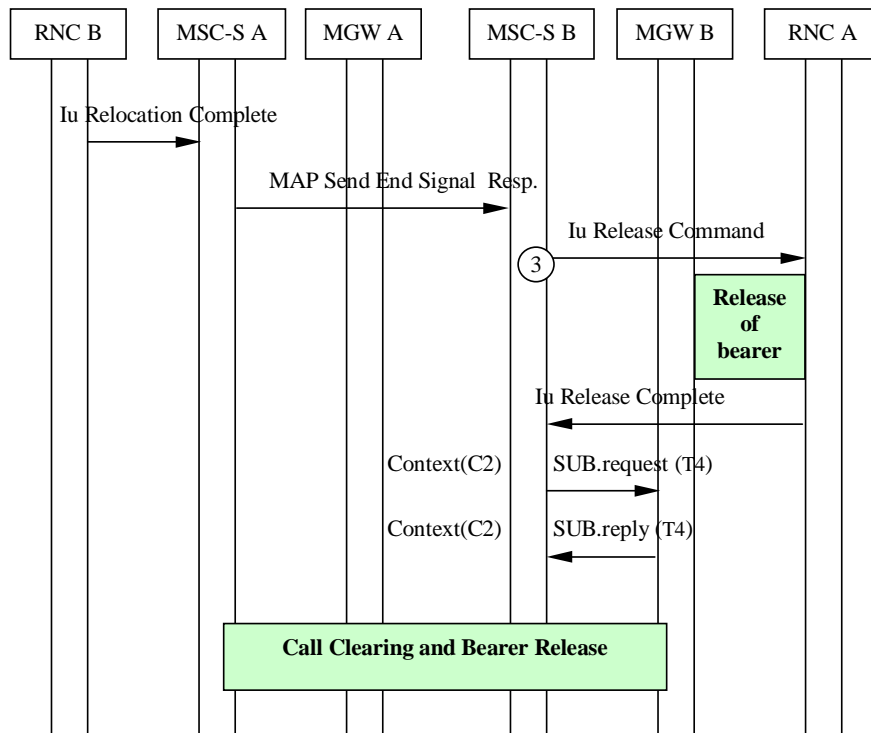 RNC B MSC-S A MGW A MSC-S B MGW B RNC A
Iu Relocation Complete
MAP Send End Signal Resp.
Iu Release Command
3
Release
of
bearer
Iu Release Complete
Context(C2) SUB.request (T4)
Context(C2) SUB.reply (T4)
Call Clearing and Bearer Release